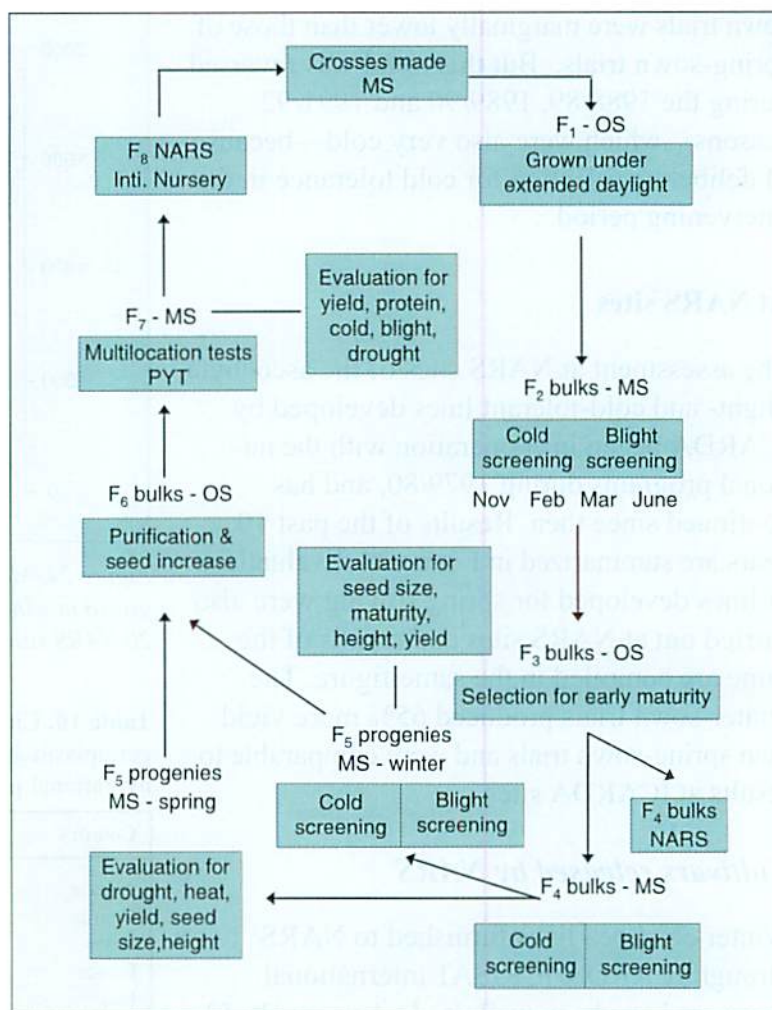 Crosses made
MS
F₁ - OS
Grown under
extended daylight
F₂ bulks - MS
Cold
screening
Blight
screening
Nov Feb Mar June
F₃ bulks - OS
Selection for early maturity
F₄ bulks
NARS
F₄ bulks - MS
Cold
screening
Blight
screening
F₅ progenies
MS - winter
Cold
screening
Blight
screening
Evaluation for
seed size,
maturity,
height, yield
F₅ progenies
MS - spring
Evaluation for
drought, heat,
yield, seed
size,height
F₆ bulks - OS
Purification &
seed increase
F₇ - MS
Multilocation tests
PYT
Evaluation for
yield, protein,
cold, blight,
drought
F₈ NARS
Inti. Nursery